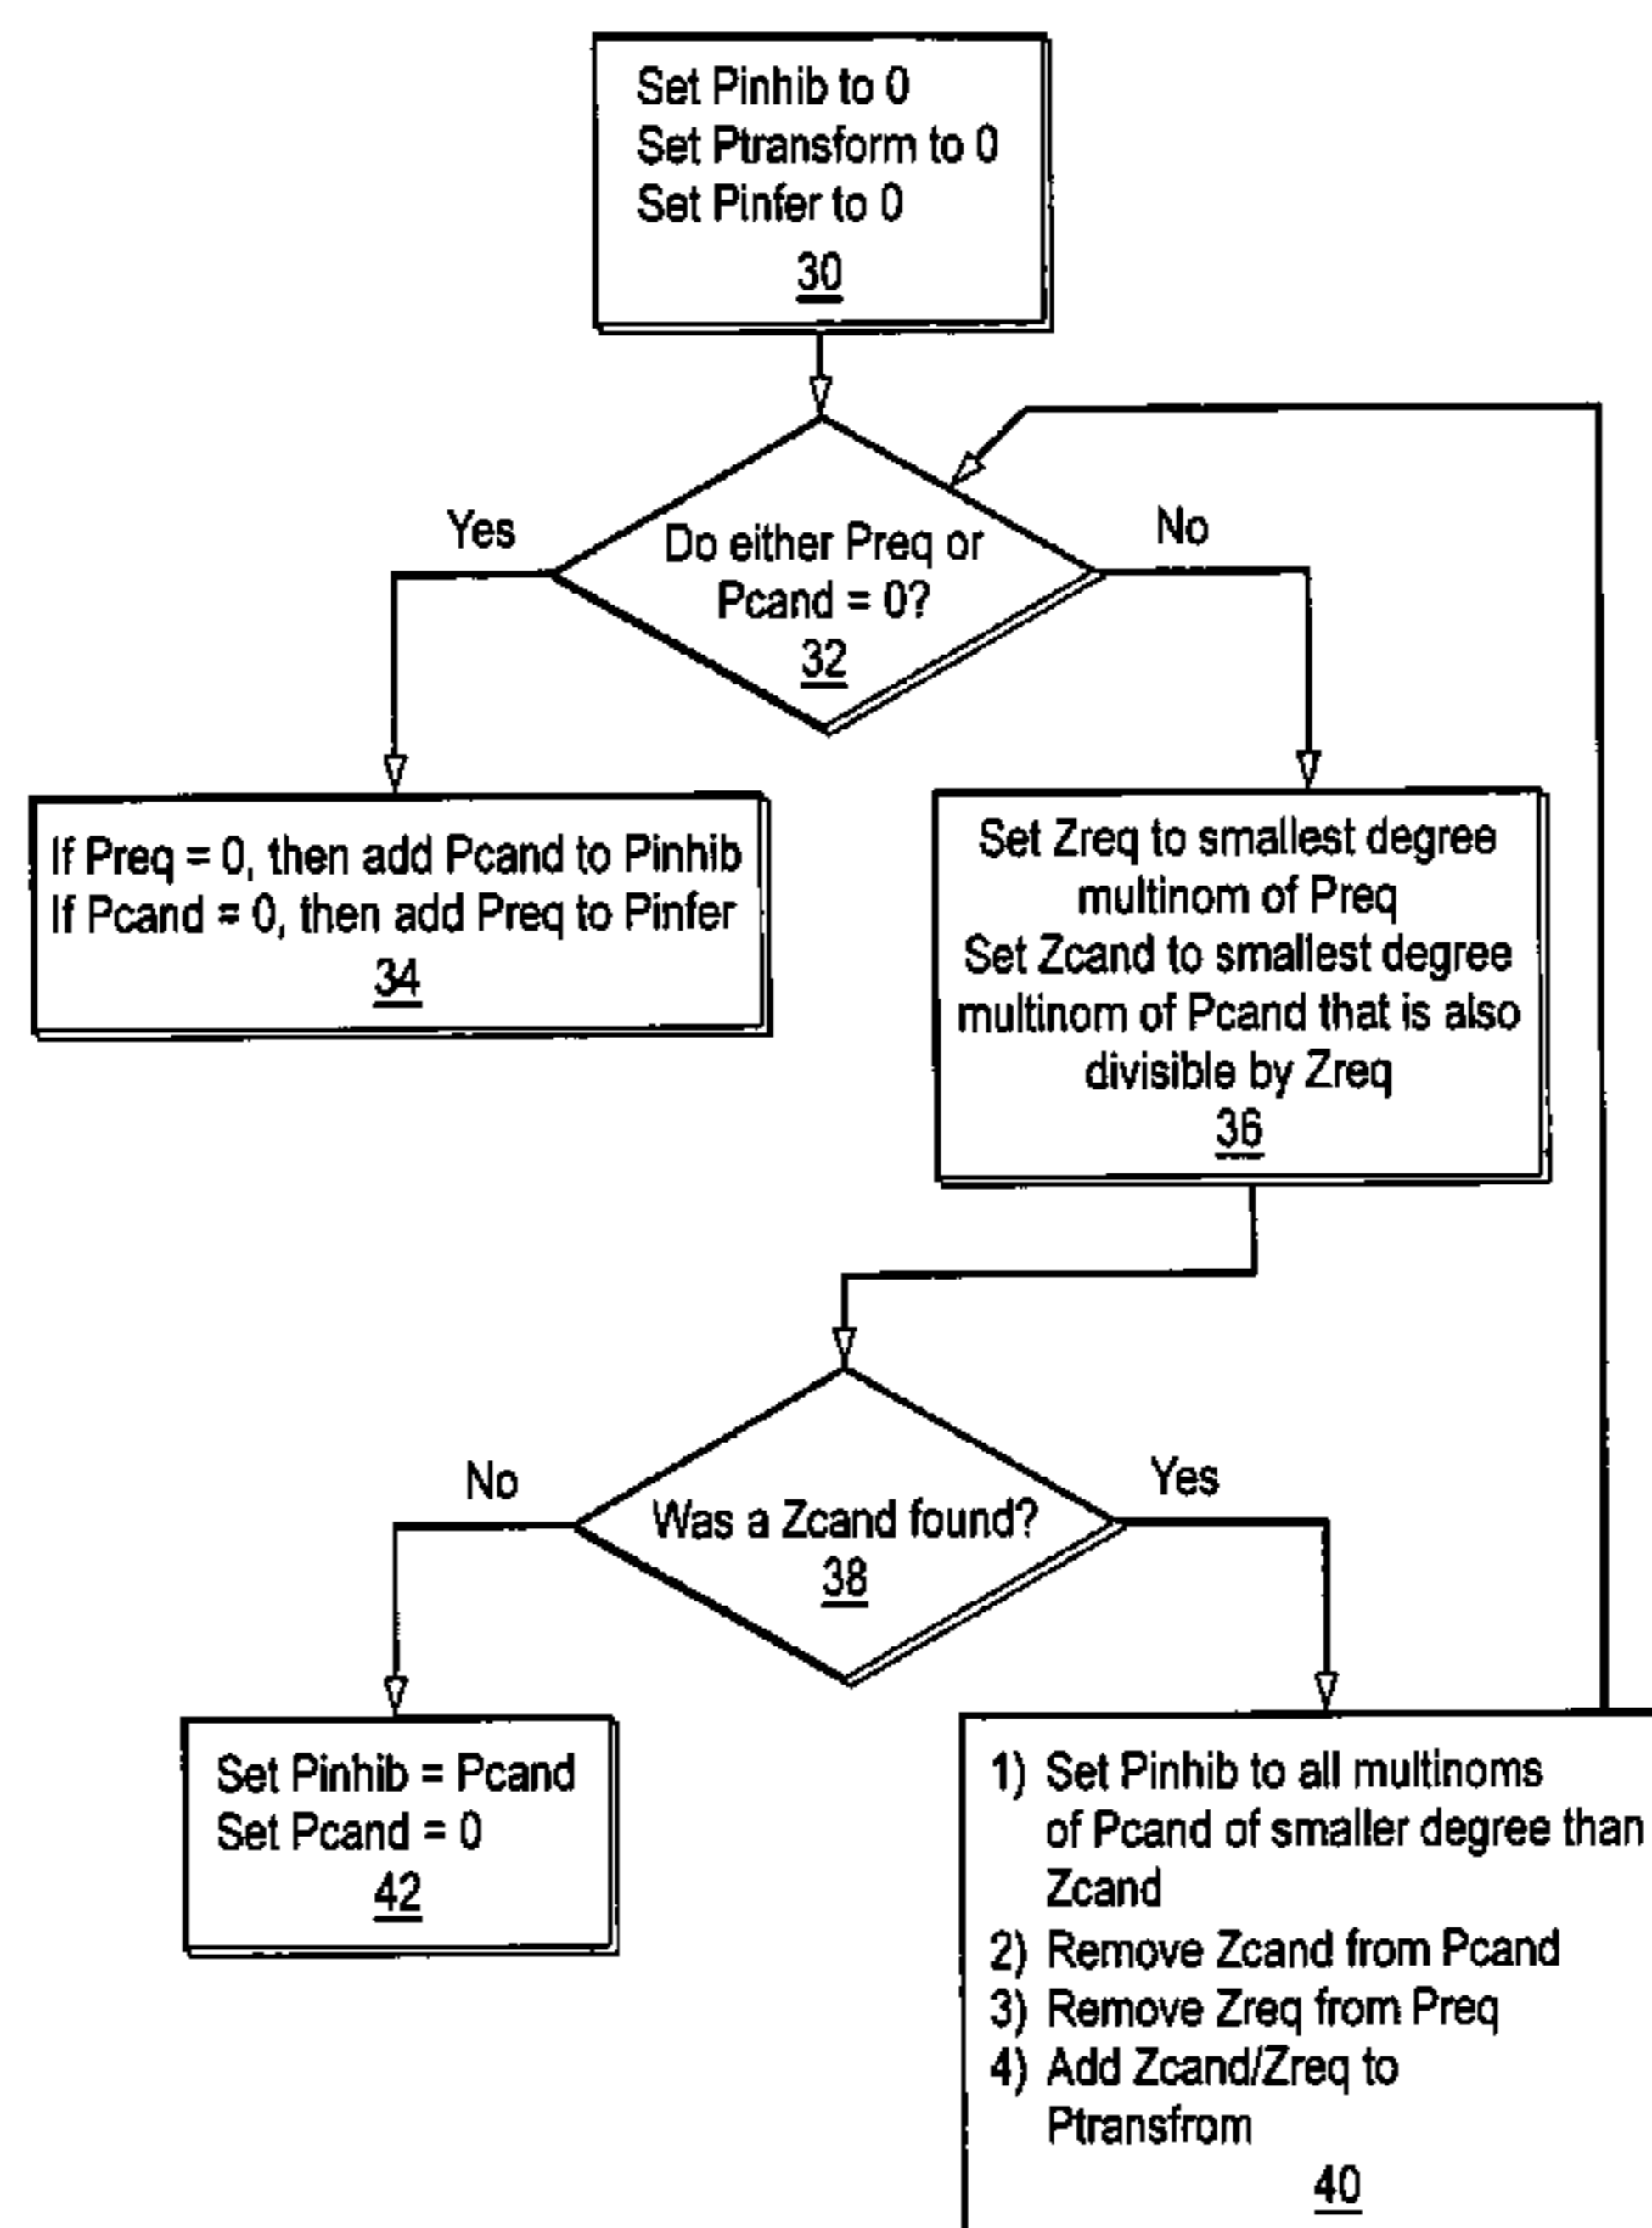 Set Pinhib to 0
Set Ptransform to 0
Set Pinfer to 0
30
Yes
No
Do either Preq or
Pcand = 0?
32
If Preq = 0, then add Pcand to Pinhib
If Pcand = 0, then add Preq to Pinfer
34
Set Zreq to smallest degree
multinom of Preq
Set Zcand to smallest degree
multinom of Pcand that is also
divisible by Zreq
36
No
Yes
Was a Zcand found?
38
Set Pinhib = Pcand
Set Pcand = 0
42
1) Set Pinhib to all multinoms
of Pcand of smaller degree than
Zcand
2) Remove Zcand from Pcand
3) Remove Zreq from Preq
4) Add Zcand/Zreq to
Ptransfrom
40